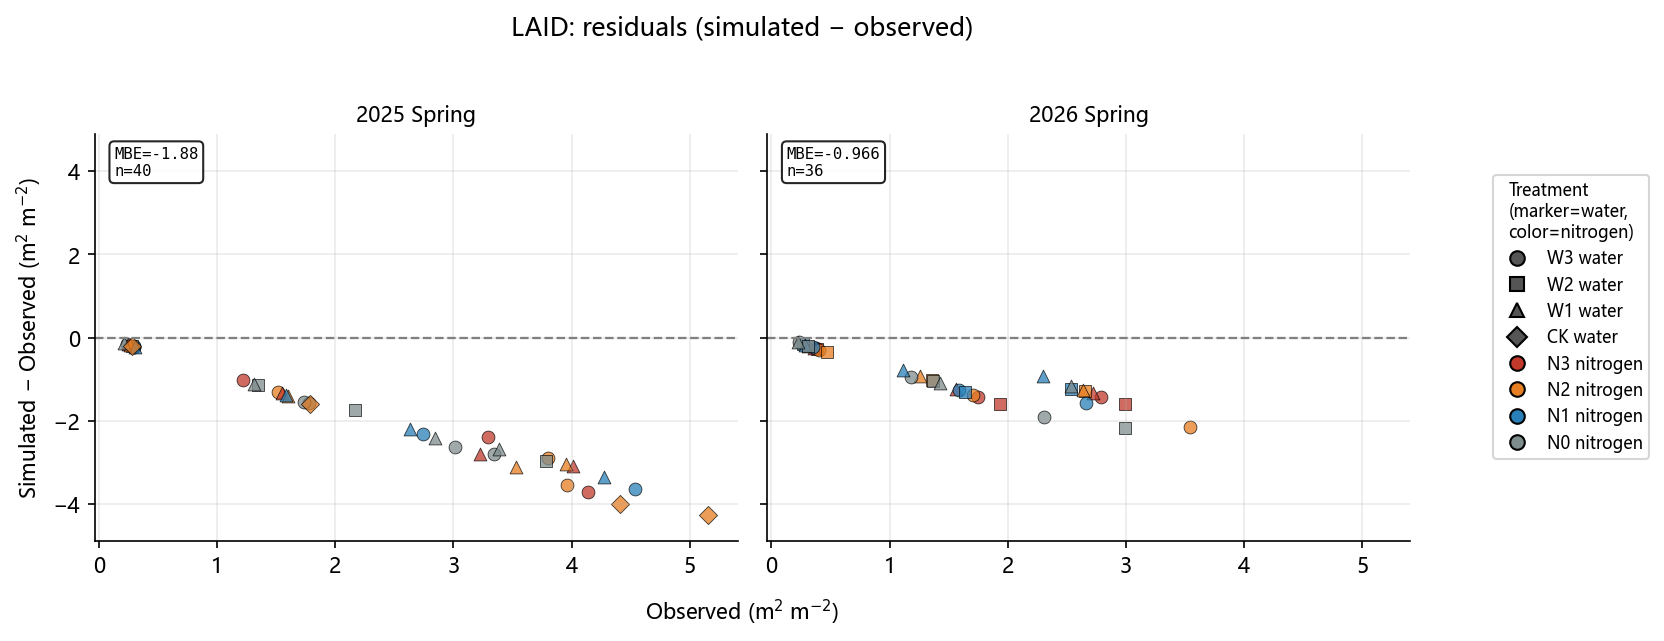 LAID: residuals (simulated − observed)
2025 Spring
2026 Spring
MBE=-1.88
n=40
MBE=-0.966
n=36
Simulated − Observed (m² m⁻²)
4
2
0
−2
−4
0 1 2 3 4 5
0 1 2 3 4 5
Observed (m² m⁻²)
Treatment
(marker=water,
color=nitrogen)
W3 water
W2 water
W1 water
CK water
N3 nitrogen
N2 nitrogen
N1 nitrogen
N0 nitrogen